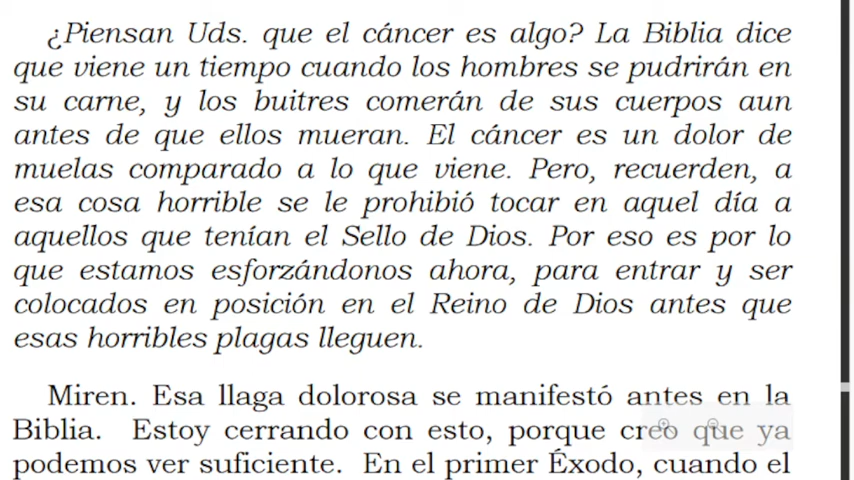 ¿Piensan Uds. que el cáncer es algo? La Biblia dice
que viene un tiempo cuando los hombres se pudrirán en
su carne, y los buitres comerán de sus cuerpos aun
antes de que ellos mueran. El cáncer es un dolor de
muelas comparado a lo que viene. Pero, recuerden, a
esa cosa horrible se le prohibió tocar en aquel día a
aquellos que tenían el Sello de Dios. Por eso es por lo
que estamos esforzándonos ahora, para entrar y ser
colocados en posición en el Reino de Dios antes que
esas horribles plagas lleguen.
Miren. Esa llaga dolorosa se manifestó antes en la
Biblia. Estoy cerrando con esto, porque creo que ya
podemos ver suficiente. En el primer Éxodo, cuando el